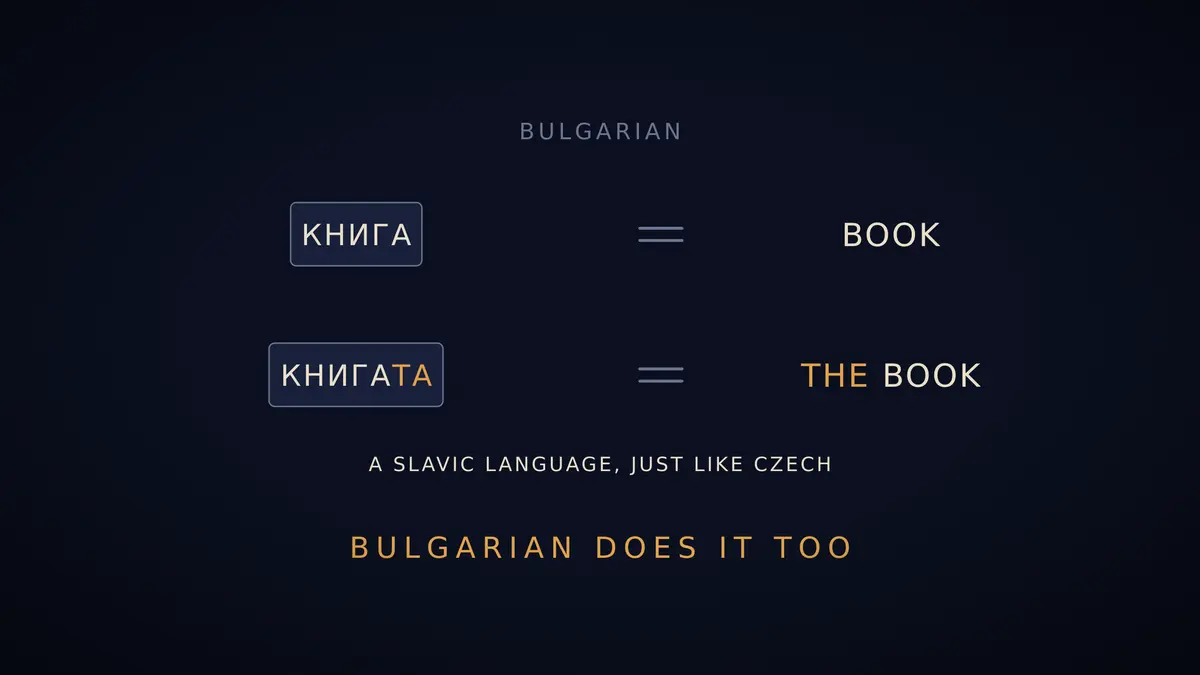 BULGARIAN
КНИГА = BOOK
КНИГАТА = THE BOOK
A SLAVIC LANGUAGE, JUST LIKE CZECH
BULGARIAN DOES IT TOO